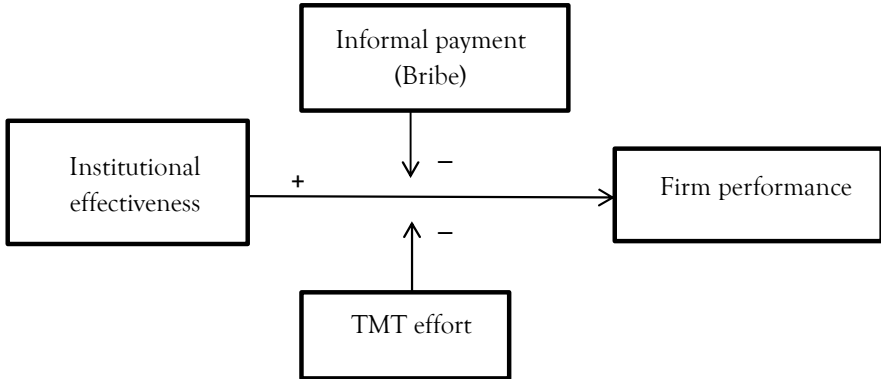 Informal payment
(Bribe)
Institutional
effectiveness
+
–
Firm performance
–
TMT effort